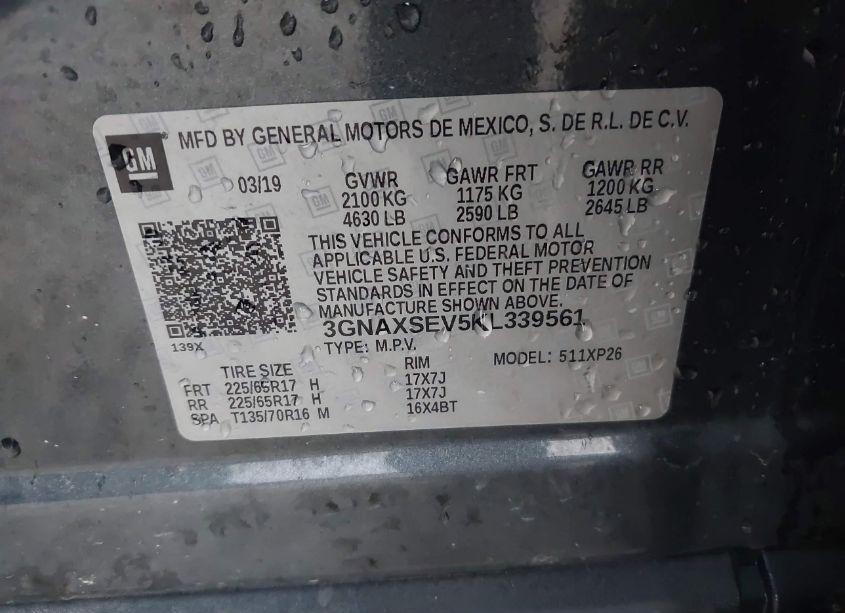 GM
MFD BY GENERAL MOTORS DE MEXICO, S. DE R.L. DE C.V.
03/19 GVWR GAWR FRT GAWR RR
2100 KG 1175 KG 1200 KG
4630 LB 2590 LB 2645 LB
THIS VEHICLE CONFORMS TO ALL
APPLICABLE U.S. FEDERAL MOTOR
VEHICLE SAFETY AND THEFT PREVENTION
STANDARDS IN EFFECT ON THE DATE OF
MANUFACTURE SHOWN ABOVE.
3GNAXSEV5KL339561
139X TYPE: M.P.V. MODEL: 511XP26
TIRE SIZE RIM
FRT 225/65R17 H 17X7J
RR 225/65R17 H 17X7J
SPA T135/70R16 M 16X4BT